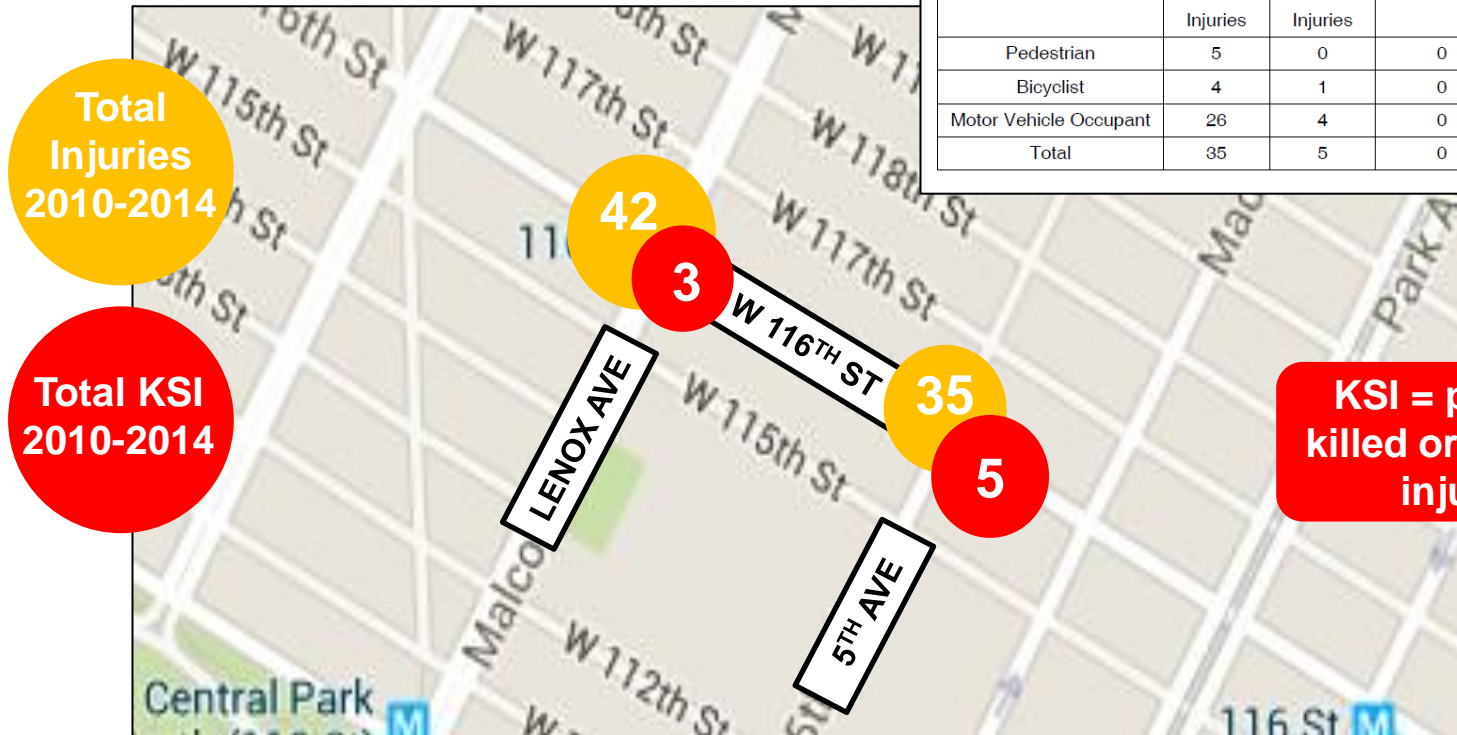 Injuries Injuries
Pedestrian 5 0 0
Bicyclist 4 1 0
Motor Vehicle Occupant 26 4 0
Total 35 5 0
Total
Injuries
2010-2014
Total KSI
2010-2014
42
3
35
5
W 116TH ST
LENOX AVE
5TH AVE
KSI =
killed or
W 115th St
W 117th St
W 118th St
W 117th St
W 115th St
W 112th St
Central Park
M
116 St M